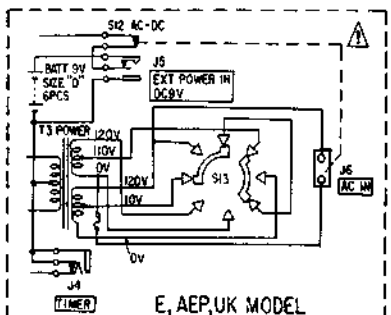 S12 AC-DC
BATT 9V
SIZE "D"
6PCS
J5
EXT POWER IN
DC9V
T3 POWER
120V
110V
0V
120V
110V
0V
S13
J6
AC IN
J4
TIMER
E, AEP, UK MODEL